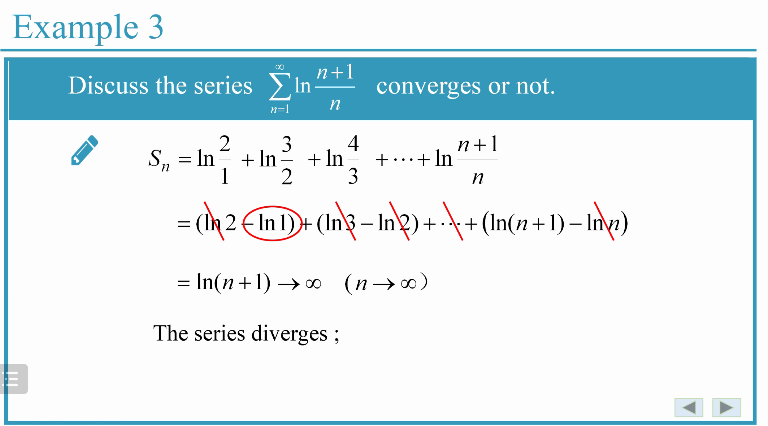 Example 3
Discuss the series $\sum_{n=1}^{\infty} \ln \frac{n+1}{n}$ converges or not.
$S_n = \ln \frac{2}{1} + \ln \frac{3}{2} + \ln \frac{4}{3} + \cdots + \ln \frac{n+1}{n}$
$= (\ln 2 - \ln 1) + (\ln 3 - \ln 2) + \cdots + (\ln(n+1) - \ln n)$
$= \ln(n+1) \to \infty \quad (n \to \infty)$
The series diverges ;